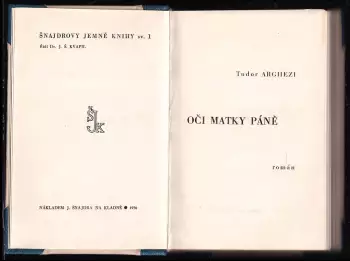 ŠNAJDROVY JEMNÉ KNIHY sv. 1
řídí Dr. J. Š. KVAPIL
ŠJK
NÁKLADEM J. ŠNAJDRA NA KLADNĚ ● 1936
Tudor ARGHEZI
OČI MATKY PÁNĚ
román